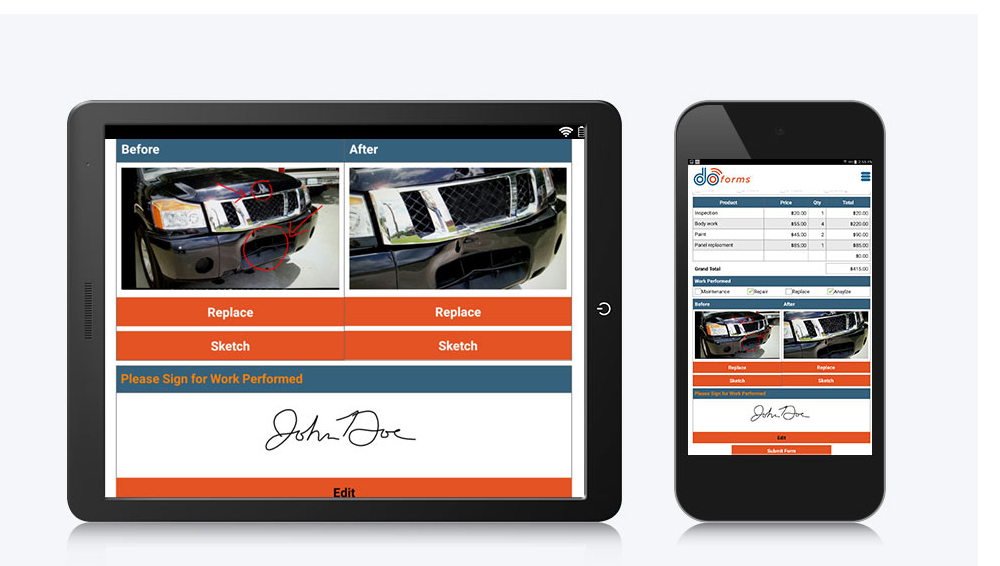 Before After
Replace Replace
Sketch Sketch
Please Sign for Work Performed
John Doe
Edit
doforms
Product Price Qty Total
Inspection $20.00 1 $20.00
Body work $55.00 4 $220.00
Paint $45.00 2 $90.00
Panel replacement $85.00 1 $85.00
$0.00
Grand Total $415.00
Work Performed
Maintenance Repair Replace Anaylze
Before After
Replace Replace
Sketch Sketch
Please Sign for Work Performed
John Doe
Edit
Submit Form